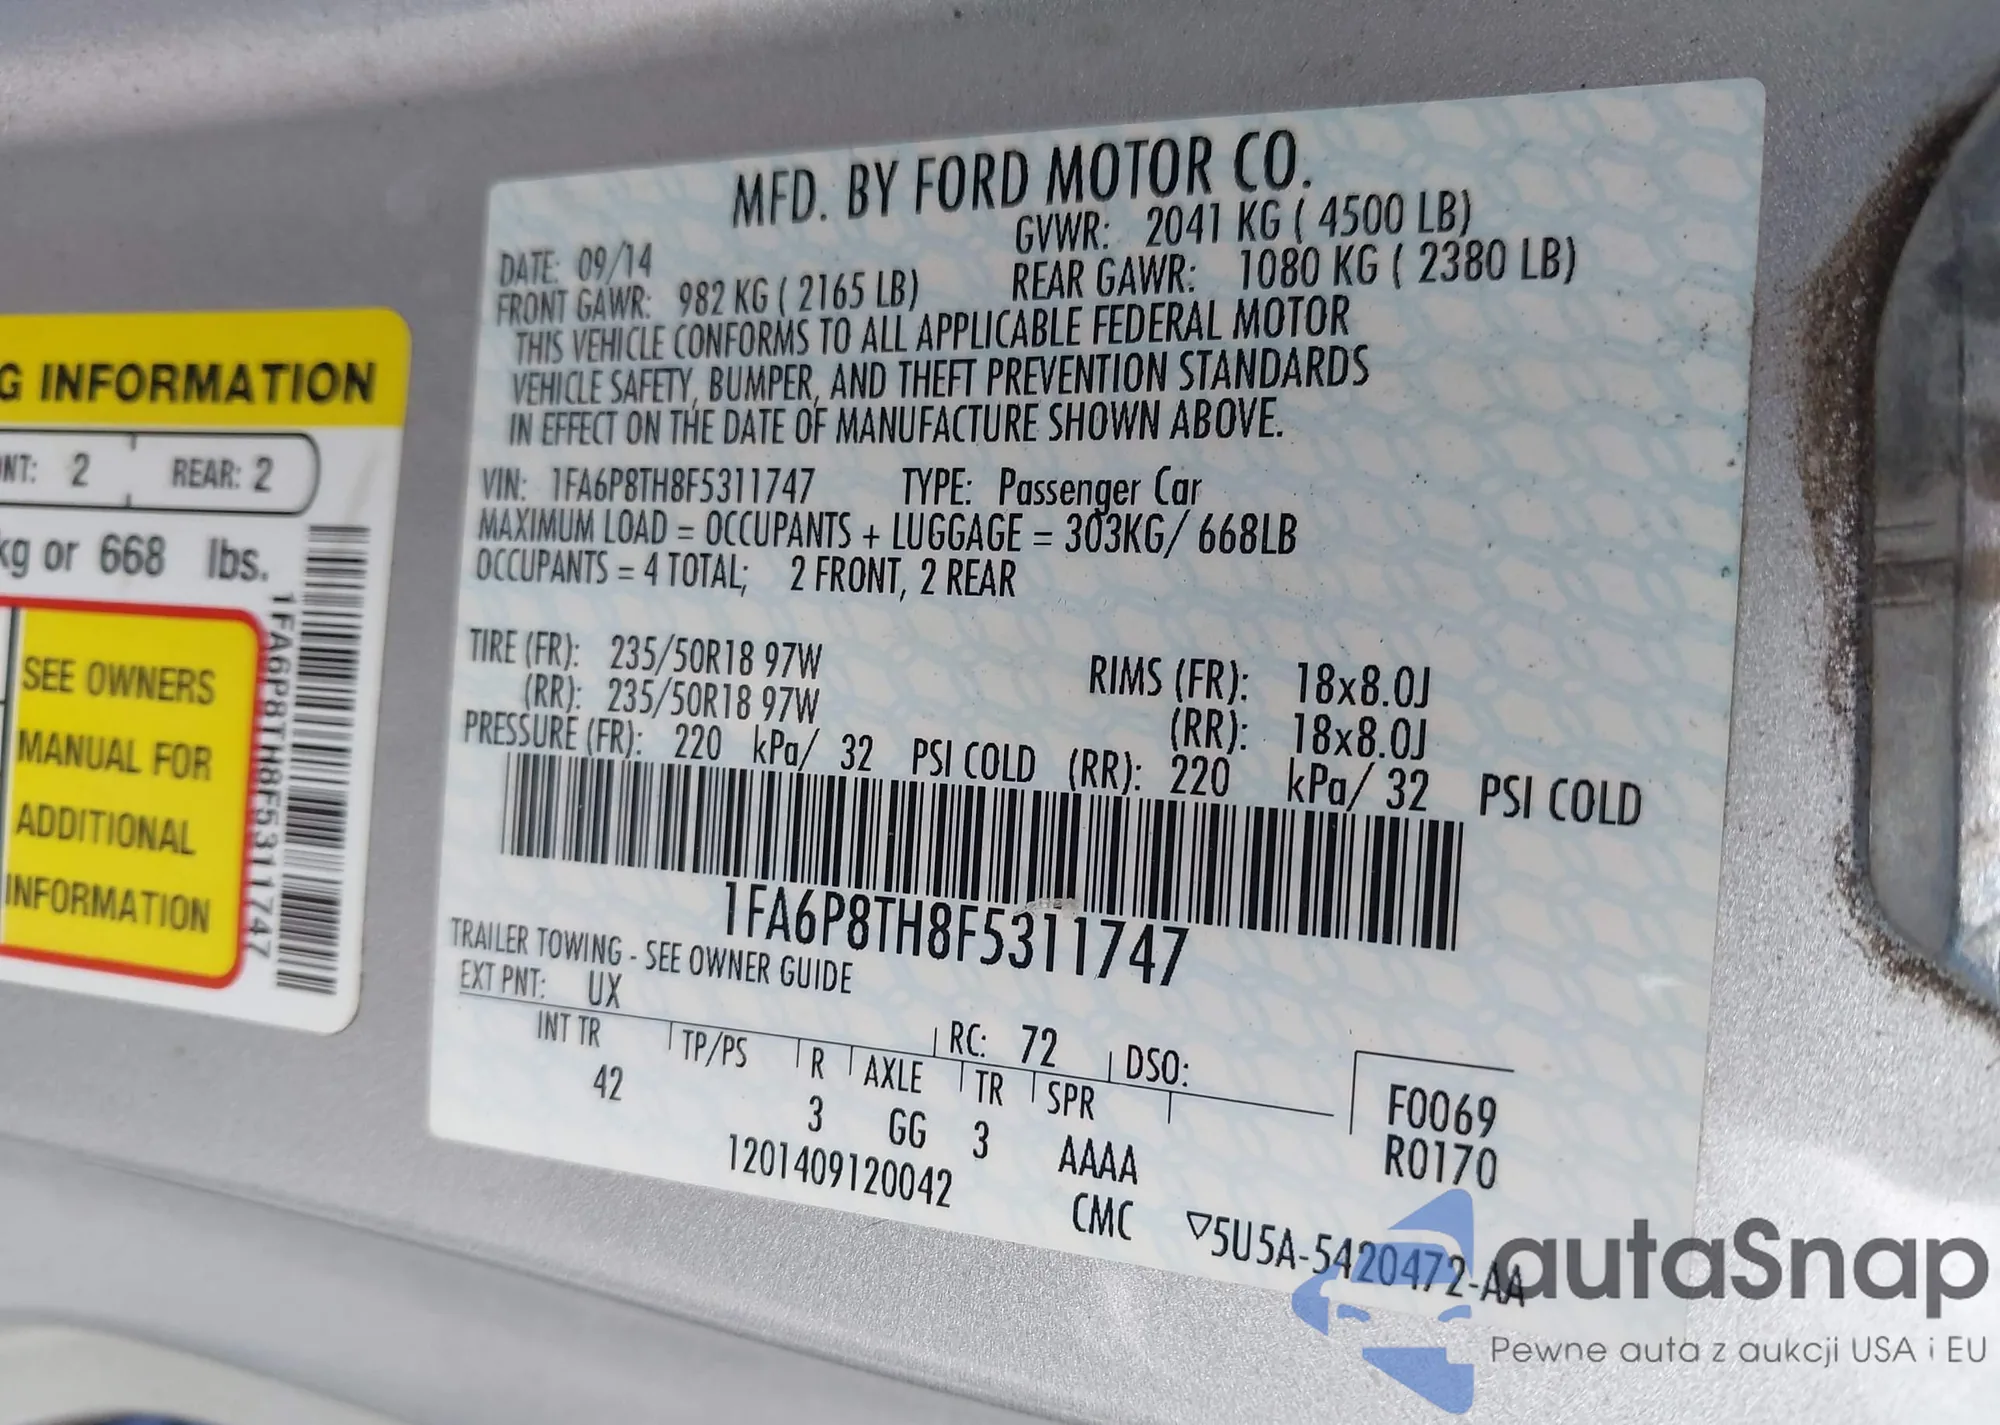 G INFORMATION
NT: 2 REAR: 2
kg or 668 lbs.
SEE OWNERS
MANUAL FOR
ADDITIONAL
INFORMATION
1FA6P8TH8F5311747
MFD. BY FORD MOTOR CO.
DATE: 09/14 GVWR: 2041 KG ( 4500 LB)
FRONT GAWR: 982 KG ( 2165 LB) REAR GAWR: 1080 KG ( 2380 LB)
THIS VEHICLE CONFORMS TO ALL APPLICABLE FEDERAL MOTOR
VEHICLE SAFETY, BUMPER, AND THEFT PREVENTION STANDARDS
IN EFFECT ON THE DATE OF MANUFACTURE SHOWN ABOVE.
VIN: 1FA6P8TH8F5311747 TYPE: Passenger Car
MAXIMUM LOAD = OCCUPANTS + LUGGAGE = 303KG/ 668LB
OCCUPANTS = 4 TOTAL; 2 FRONT, 2 REAR
TIRE (FR): 235/50R18 97W RIMS (FR): 18x8.0J
(RR): 235/50R18 97W (RR): 18x8.0J
PRESSURE (FR): 220 kPa/ 32 PSI COLD (RR): 220 kPa/ 32 PSI COLD
1FA6P8TH8F5311747
TRAILER TOWING - SEE OWNER GUIDE
EXT PNT: UX RC: 72 DSO:
INT TR TP/PS R AXLE TR SPR F0069
42 3 GG 3 AAAA R0170
1201409120042 CMC ▽5U5A-5420472-AA
autaSnap
Pewne auta z aukcji USA i EU